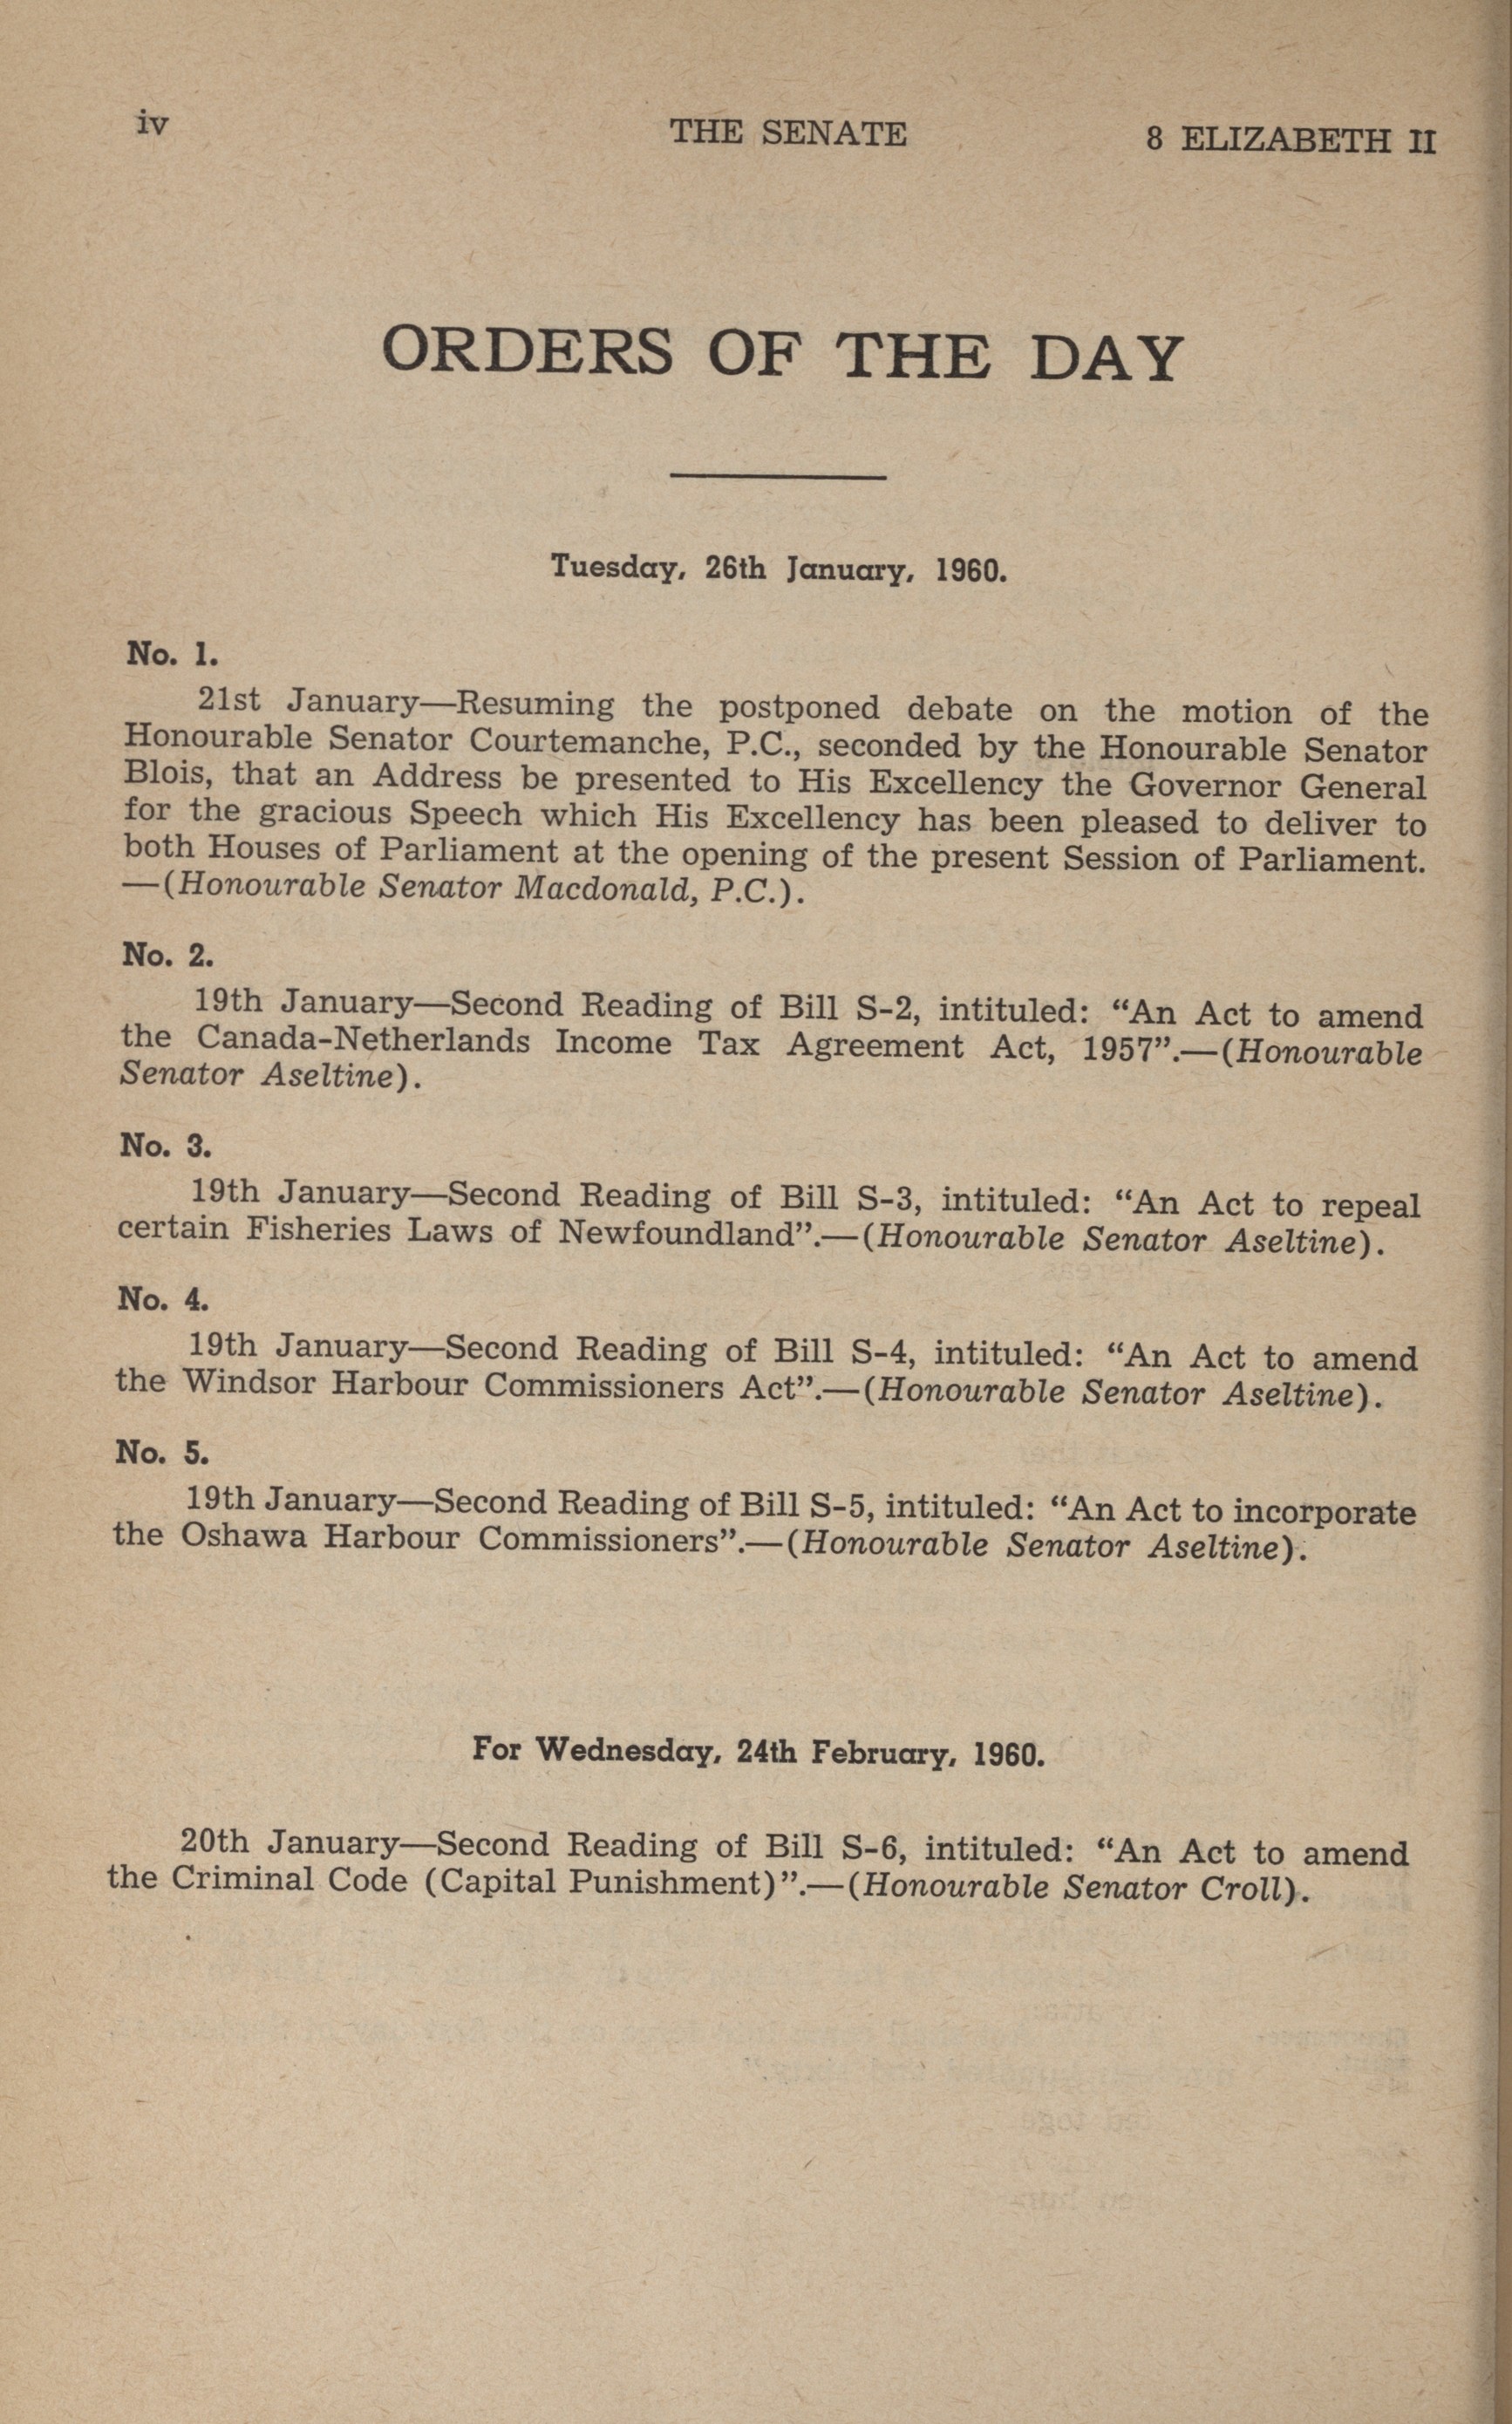 iv THE SENATE 8 ELIZABETH II
ORDERS OF THE DAY
Tuesday, 26th January, 1960.
No. 1.
21st January—Resuming the postponed debate on the motion of the
Honourable Senator Courtemanche, P.C., seconded by the Honourable Senator
Blois, that an Address be presented to His Excellency the Governor General
for the gracious Speech which His Excellency has been pleased to deliver to
both Houses of Parliament at the opening of the present Session of Parliament.
—(Honourable Senator Macdonald, P.C.).
No. 2.
19th January—Second Reading of Bill S-2, intituled: “An Act to amend
the Canada-Netherlands Income Tax Agreement Act, 1957”.—(Honourable
Senator Aseltine).
No. 3.
19th January—Second Reading of Bill S-3, intituled: “An Act to repeal
certain Fisheries Laws of Newfoundland”.—(Honourable Senator Aseltine).
No. 4.
19th January—Second Reading of Bill S-4, intituled: “An Act to amend
the Windsor Harbour Commissioners Act”.—(Honourable Senator Aseltine).
No. 5.
19th January—Second Reading of Bill S-5, intituled: “An Act to incorporate
the Oshawa Harbour Commissioners”.—(Honourable Senator Aseltine).
For Wednesday, 24th February, 1960.
20th January—Second Reading of Bill S-6, intituled: “An Act to amend
the Criminal Code (Capital Punishment)”.—(Honourable Senator Croll).